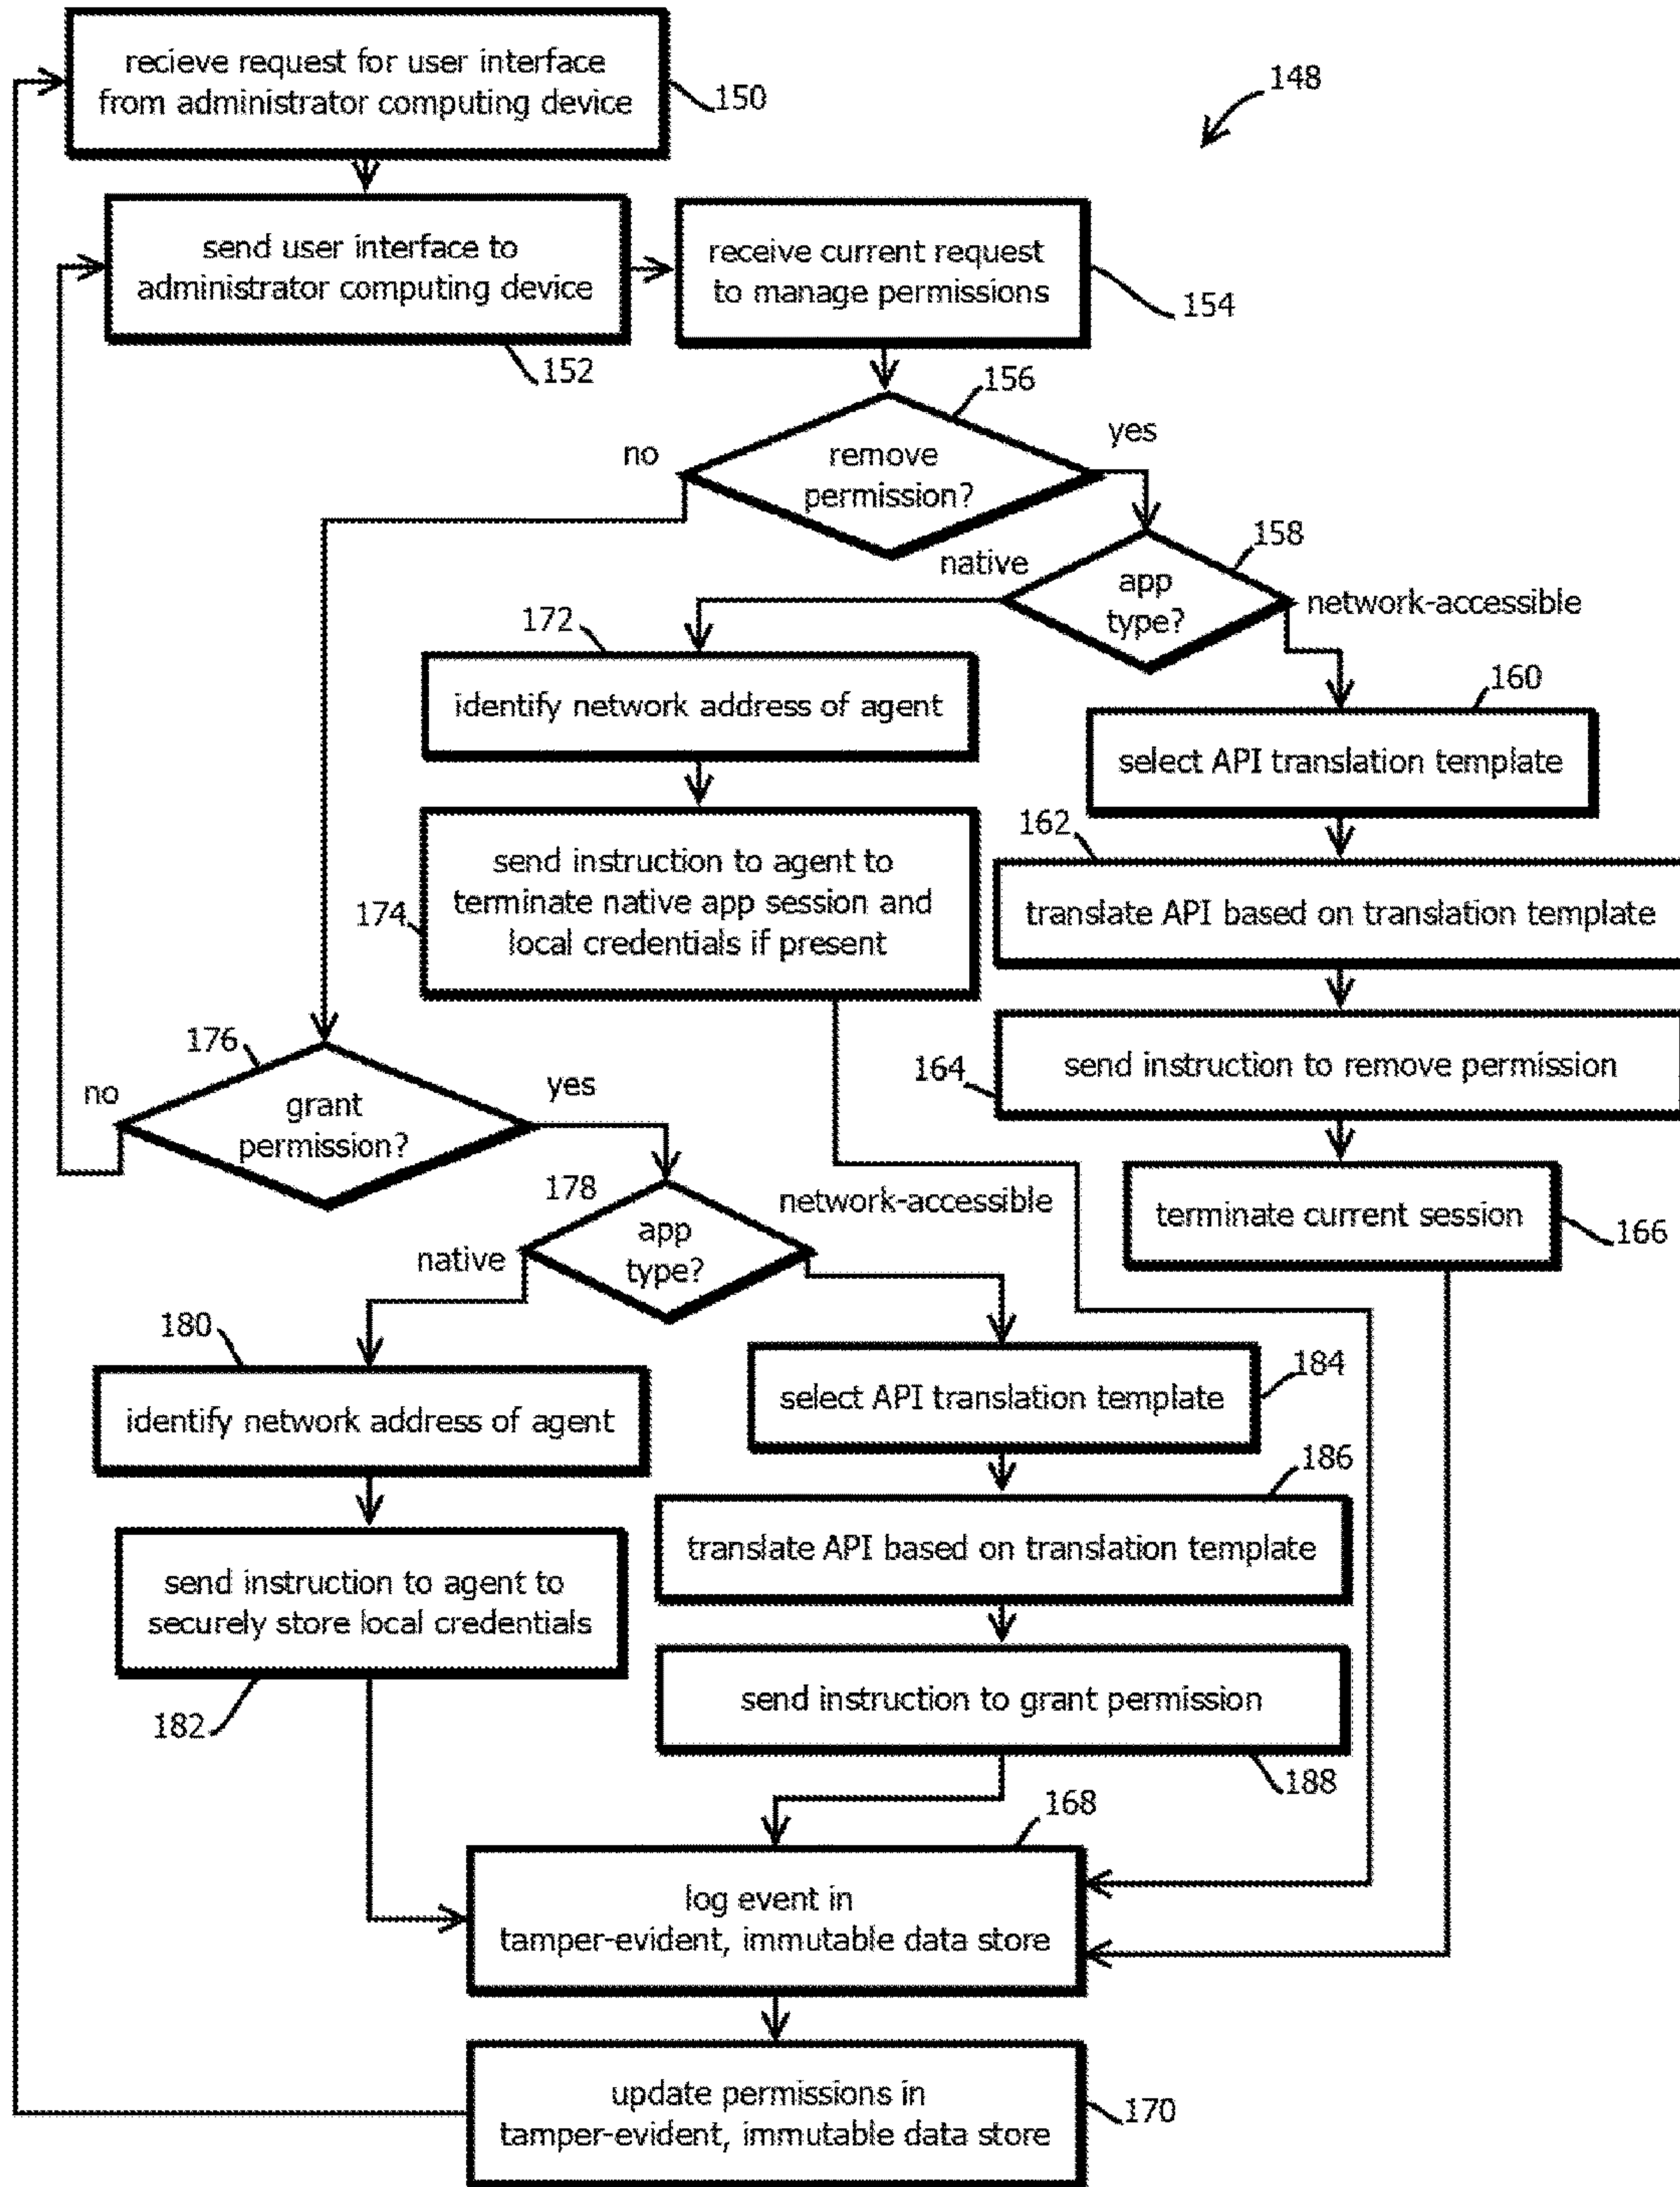 recieve request for user interface
from administrator computing device
150
148
send user interface to
administrator computing device
152
receive current request
to manage permissions
154
156
no
remove
permission?
yes
158
native
app
type?
network-accessible
172
identify network address of agent
160
select API translation template
162
translate API based on translation template
174
send instruction to agent to
terminate native app session and
local credentials if present
164
send instruction to remove permission
176
no
grant
permission?
yes
terminate current session
166
178
native
app
type?
network-accessible
180
identify network address of agent
select API translation template
184
186
translate API based on translation template
send instruction to agent to
securely store local credentials
182
send instruction to grant permission
188
168
log event in
tamper-evident, immutable data store
update permissions in
tamper-evident, immutable data store
170